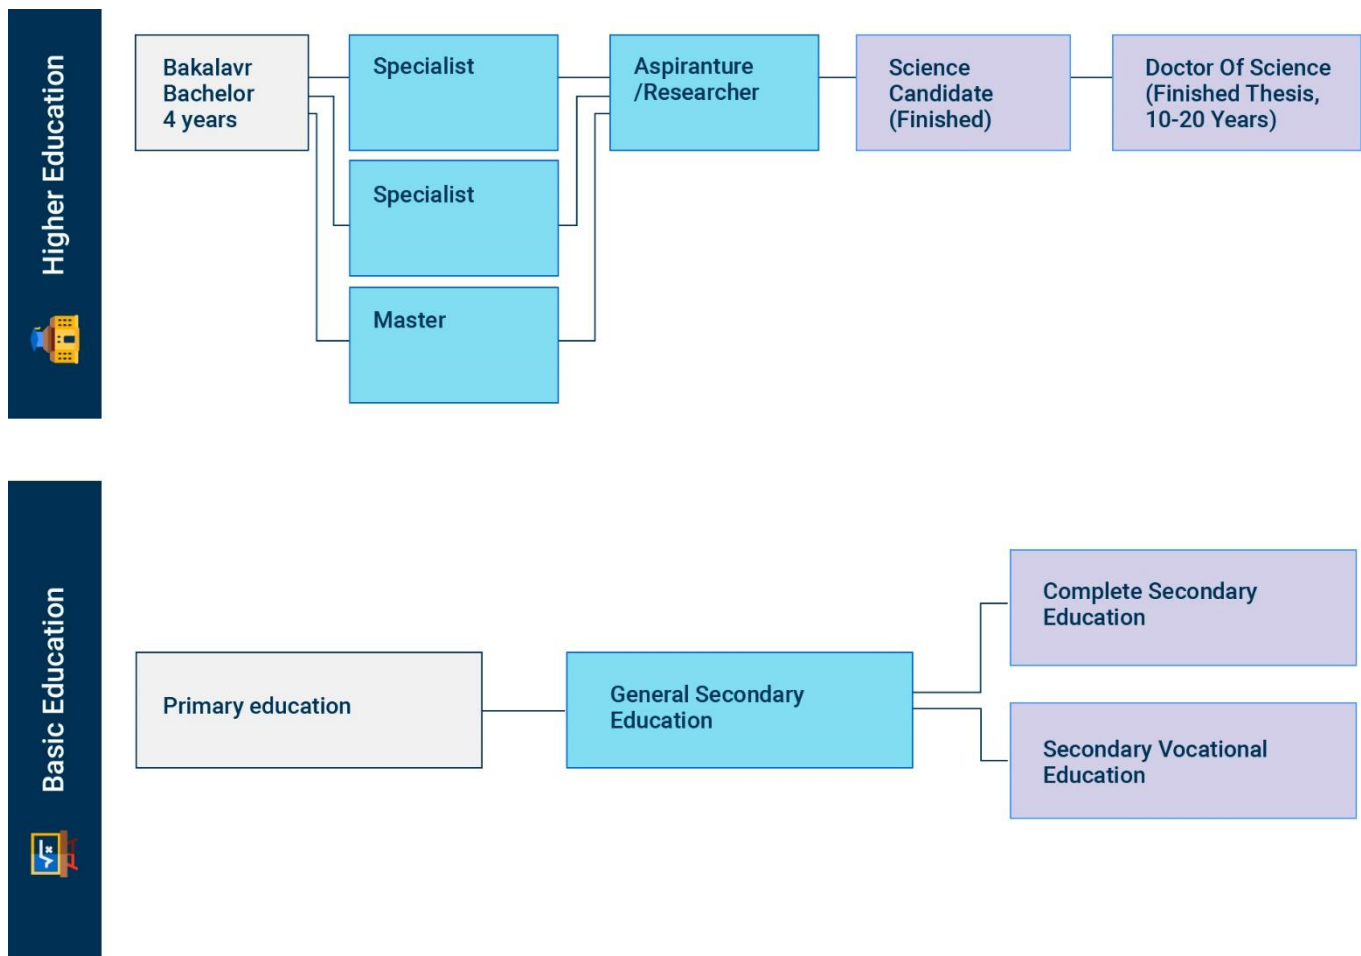 Higher Education
Bakalavr
Bachelor
4 years
Specialist
Specialist
Master
Aspiranture
/Researcher
Science
Candidate
(Finished)
Doctor Of Science
(Finished Thesis,
10-20 Years)
Basic Education
Primary education
General Secondary
Education
Complete Secondary
Education
Secondary Vocational
Education